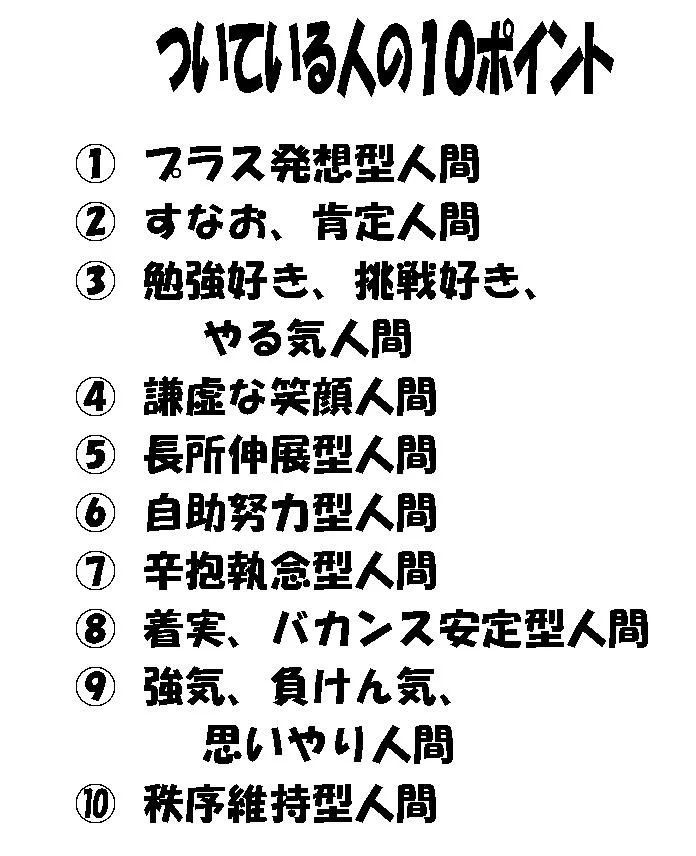 ついている人の10ポイント
① プラス発想型人間
② すなお、肯定人間
③ 勉強好き、挑戦好き、
やる気人間
④ 謙虚な笑顔人間
⑤ 長所伸展型人間
⑥ 自助努力型人間
⑦ 辛抱執念型人間
⑧ 着実、バカンス安定型人間
⑨ 強気、負けん気、
思いやり人間
⑩ 秩序維持型人間